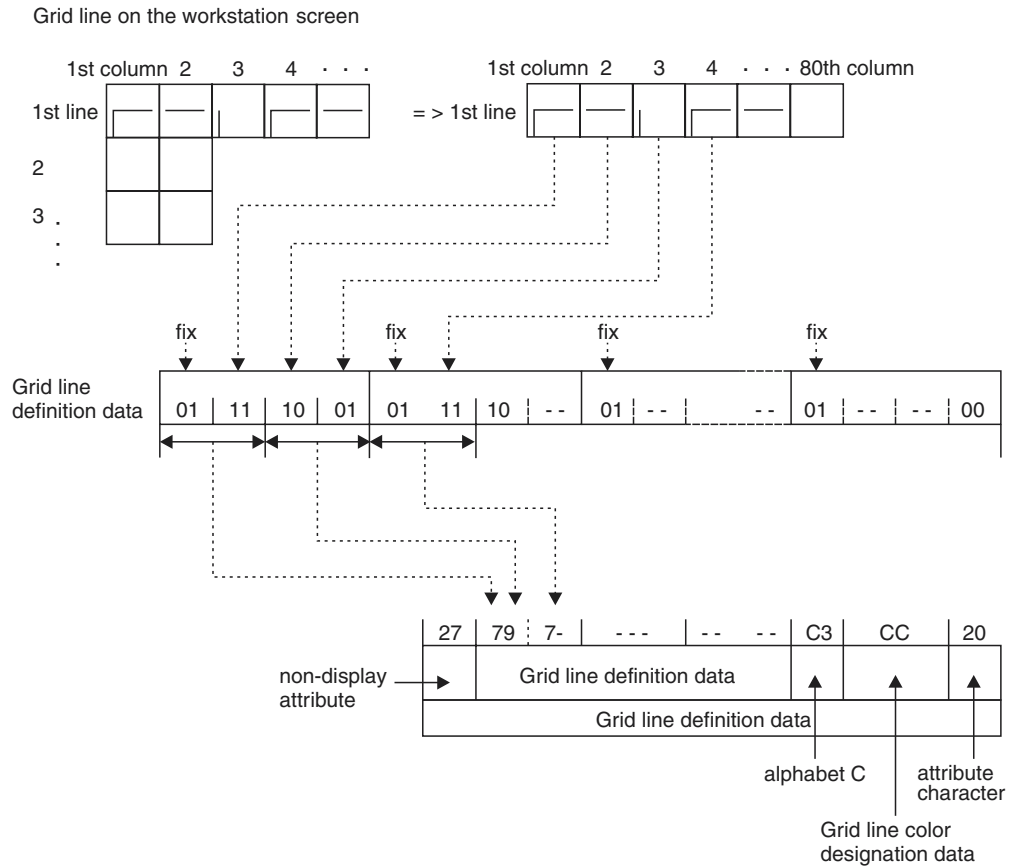 Grid line on the workstation screen
1st column 2 3 4 · · ·
1st column 2 3 4 · · · 80th column
1st line
= > 1st line
2
3 .
.
.
fix fix fix fix
Grid line
definition data
01 11 10 01 01 11 10 - - 01 - - - - 01 - - - - 00
27 79 7- - - - - - - - C3 CC 20
non-display
attribute
Grid line definition data
Grid line definition data
alphabet C
attribute
character
Grid line color
designation data